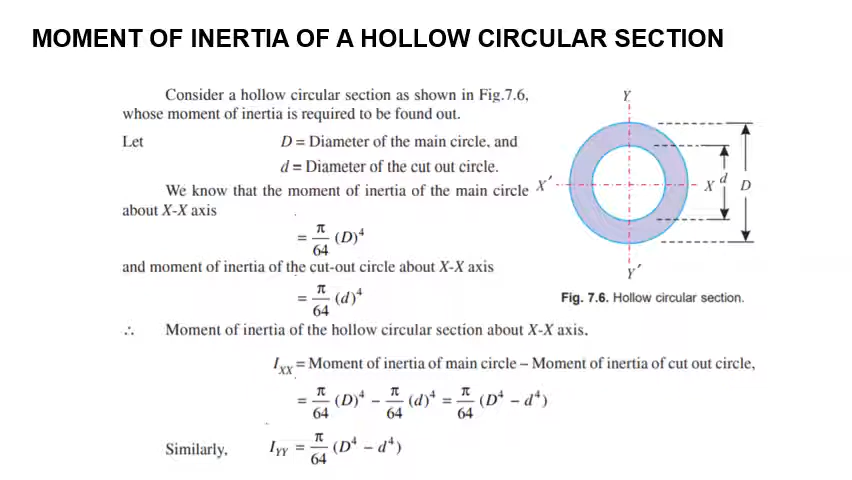 MOMENT OF INERTIA OF A HOLLOW CIRCULAR SECTION
Consider a hollow circular section as shown in Fig.7.6,
whose moment of inertia is required to be found out.
Let D = Diameter of the main circle, and
d = Diameter of the cut out circle.
We know that the moment of inertia of the main circle
about X-X axis
= π/64 (D)⁴
and moment of inertia of the cut-out circle about X-X axis
= π/64 (d)⁴
∴ Moment of inertia of the hollow circular section about X-X axis,
I_XX = Moment of inertia of main circle – Moment of inertia of cut out circle,
= π/64 (D)⁴ – π/64 (d)⁴ = π/64 (D⁴ – d⁴)
Similarly, I_YY = π/64 (D⁴ – d⁴)
Y
X′ X d D
Y′
Fig. 7.6. Hollow circular section.